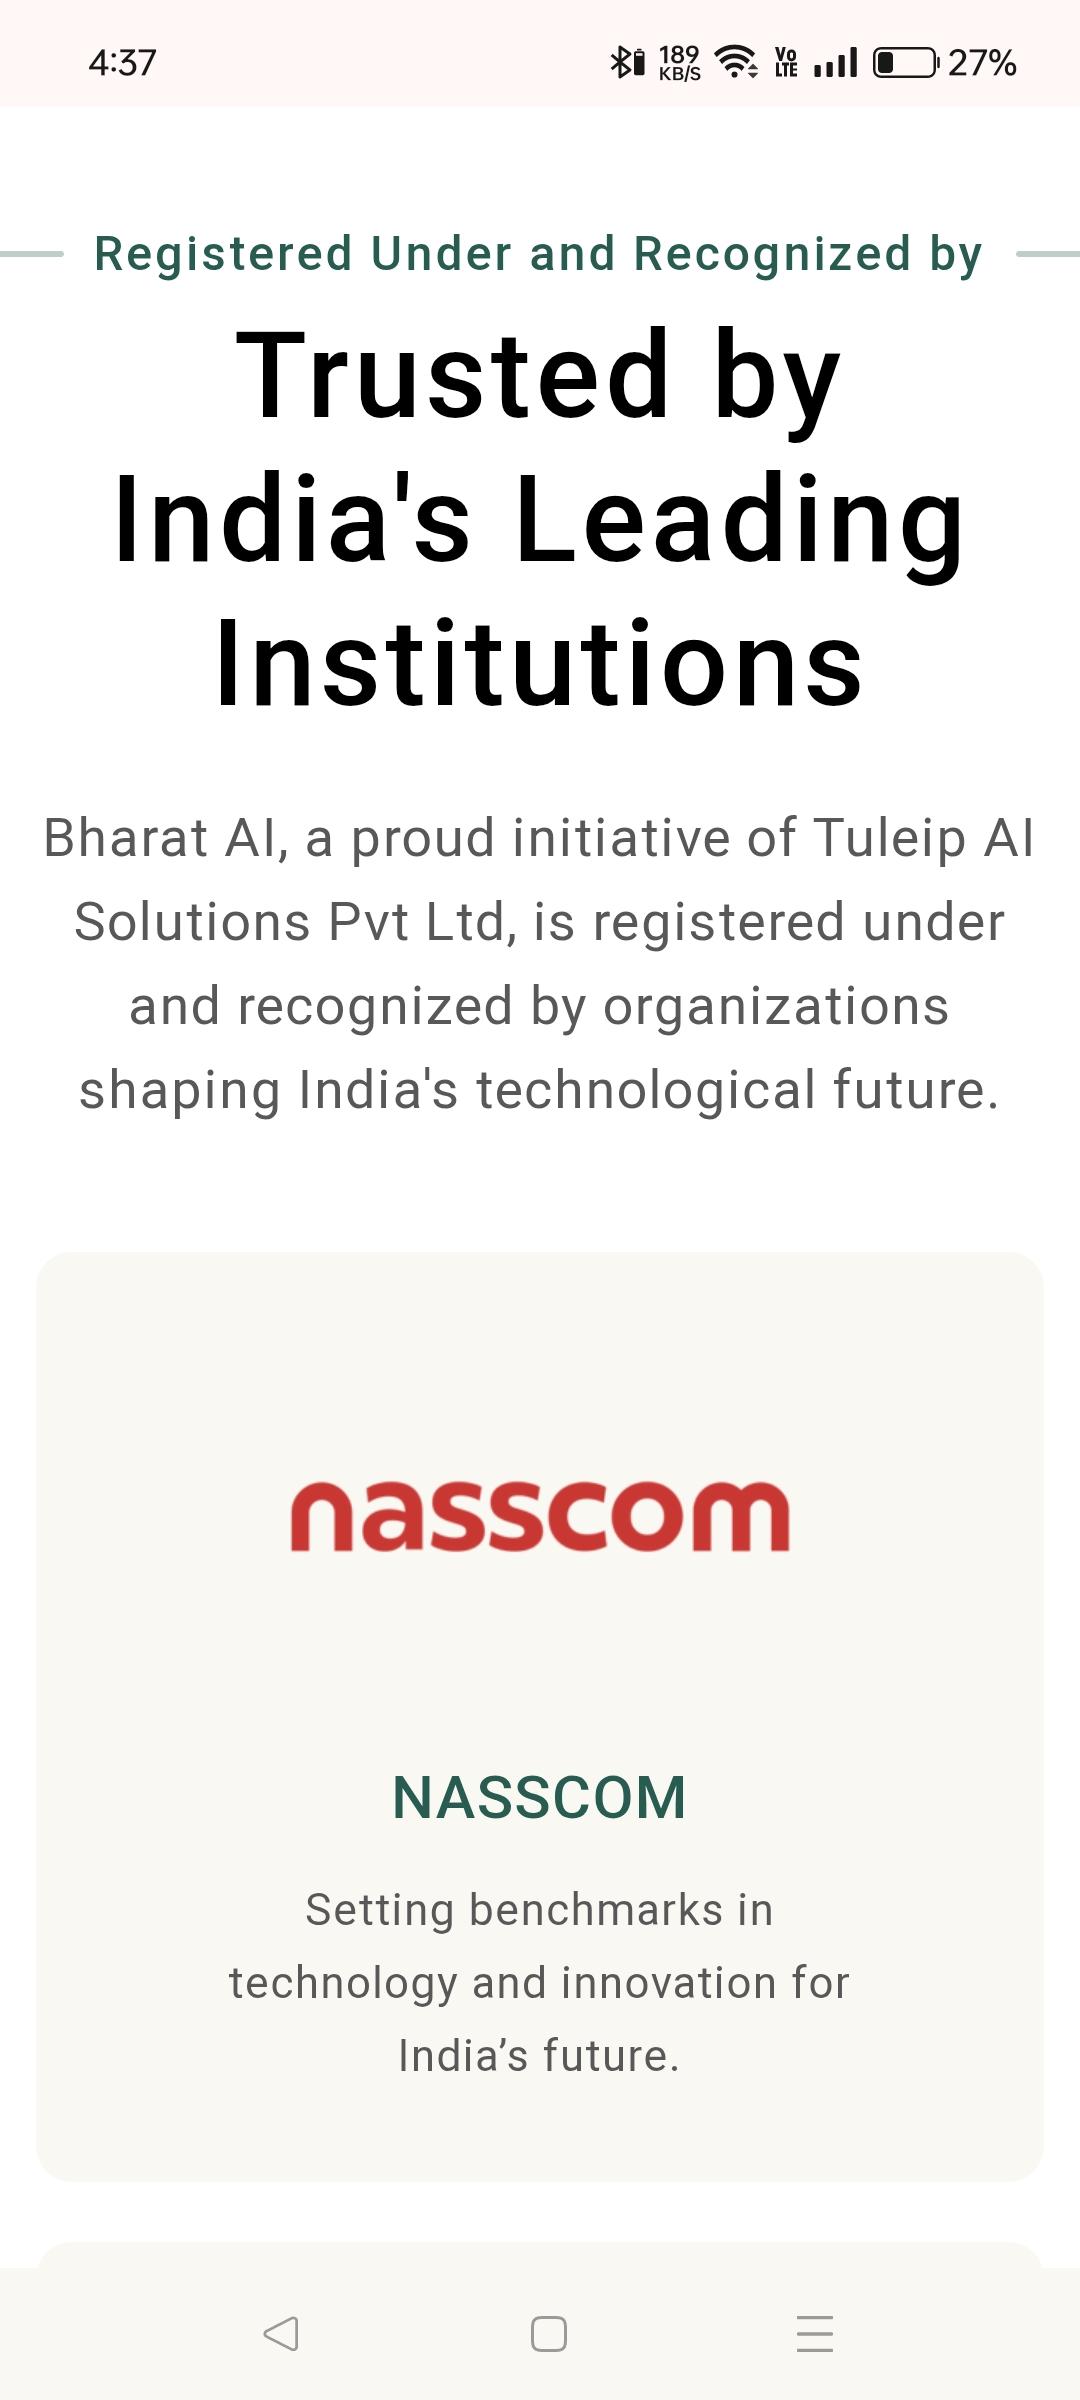 4:37
189
KB/S
Vo
LTE
27%
Registered Under and Recognized by
Trusted by
India's Leading
Institutions
Bharat AI, a proud initiative of Tuleip AI
Solutions Pvt Ltd, is registered under
and recognized by organizations
shaping India's technological future.
nasscom
NASSCOM
Setting benchmarks in
technology and innovation for
India’s future.